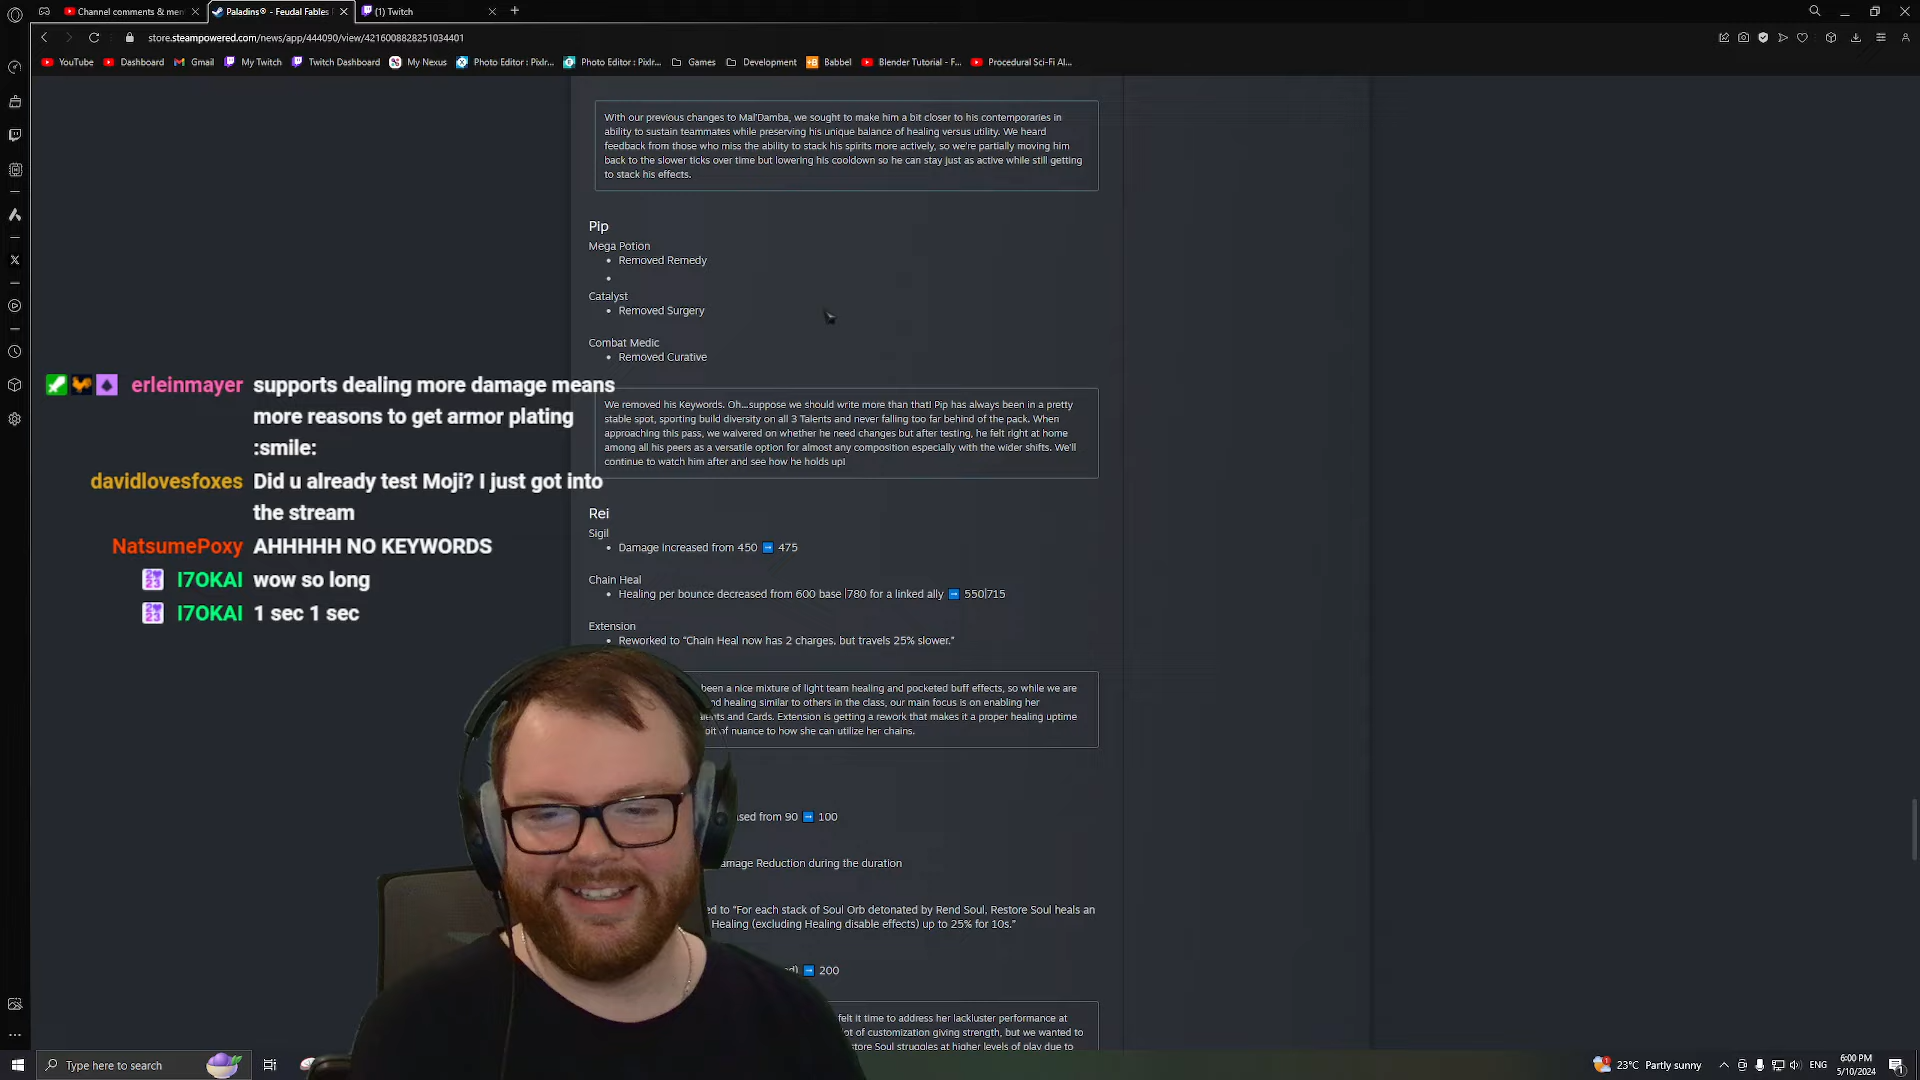 Channel comments & men
Paladins® - Feudal Fables
(1) Twitch
store.steampowered.com/news/app/444090/view/4216008828251034401
YouTube Dashboard Gmail My Twitch Twitch Dashboard My Nexus Photo Editor : Pixlr... Photo Editor : Pixlr... Games Development Babbel Blender Tutorial - F... Procedural Sci-Fi Al...
With our previous changes to Mal'Damba, we sought to make him a bit closer to his contemporaries in
ability to sustain teammates while preserving his unique balance of healing versus utility. We heard
feedback from those who miss the ability to stack his spirits more actively, so we're partially moving him
back to the slower ticks over time but lowering his cooldown so he can stay just as active while still getting
to stack his effects.
Pip
Mega Potion
• Removed Remedy
•
Catalyst
• Removed Surgery
Combat Medic
• Removed Curative
We removed his Keywords. Oh...suppose we should write more than that! Pip has always been in a pretty
stable spot, sporting build diversity on all 3 Talents and never falling too far behind of the pack. When
approaching this pass, we waivered on whether he need changes but after testing, he felt right at home
among all his peers as a versatile option for almost any composition especially with the wider shifts. We'll
continue to watch him after and see how he holds up!
Rei
Sigil
• Damage increased from 450 ➡ 475
Chain Heal
• Healing per bounce decreased from 600 base |780 for a linked ally ➡ 550|715
Extension
• Reworked to "Chain Heal now has 2 charges, but travels 25% slower."
been a nice mixture of light team healing and pocketed buff effects, so while we are
nd healing similar to others in the class, our main focus is on enabling her
lents and Cards. Extension is getting a rework that makes it a proper healing uptime
bit of nuance to how she can utilize her chains.
ased from 90 ➡ 100
amage Reduction during the duration
ed to "For each stack of Soul Orb detonated by Rend Soul, Restore Soul heals an
Healing (excluding Healing disable effects) up to 25% for 10s."
➡ 200
felt it time to address her lackluster performance at
lot of customization giving strength, but we wanted to
store Soul struggles at higher levels of play due to
erleinmayer supports dealing more damage means
more reasons to get armor plating
:smile:
davidlovesfoxes Did u already test Moji? I just got into
the stream
NatsumePoxy AHHHHH NO KEYWORDS
I7OKAI wow so long
I7OKAI 1 sec 1 sec
Type here to search
23°C Partly sunny
ENG
6:00 PM
5/10/2024